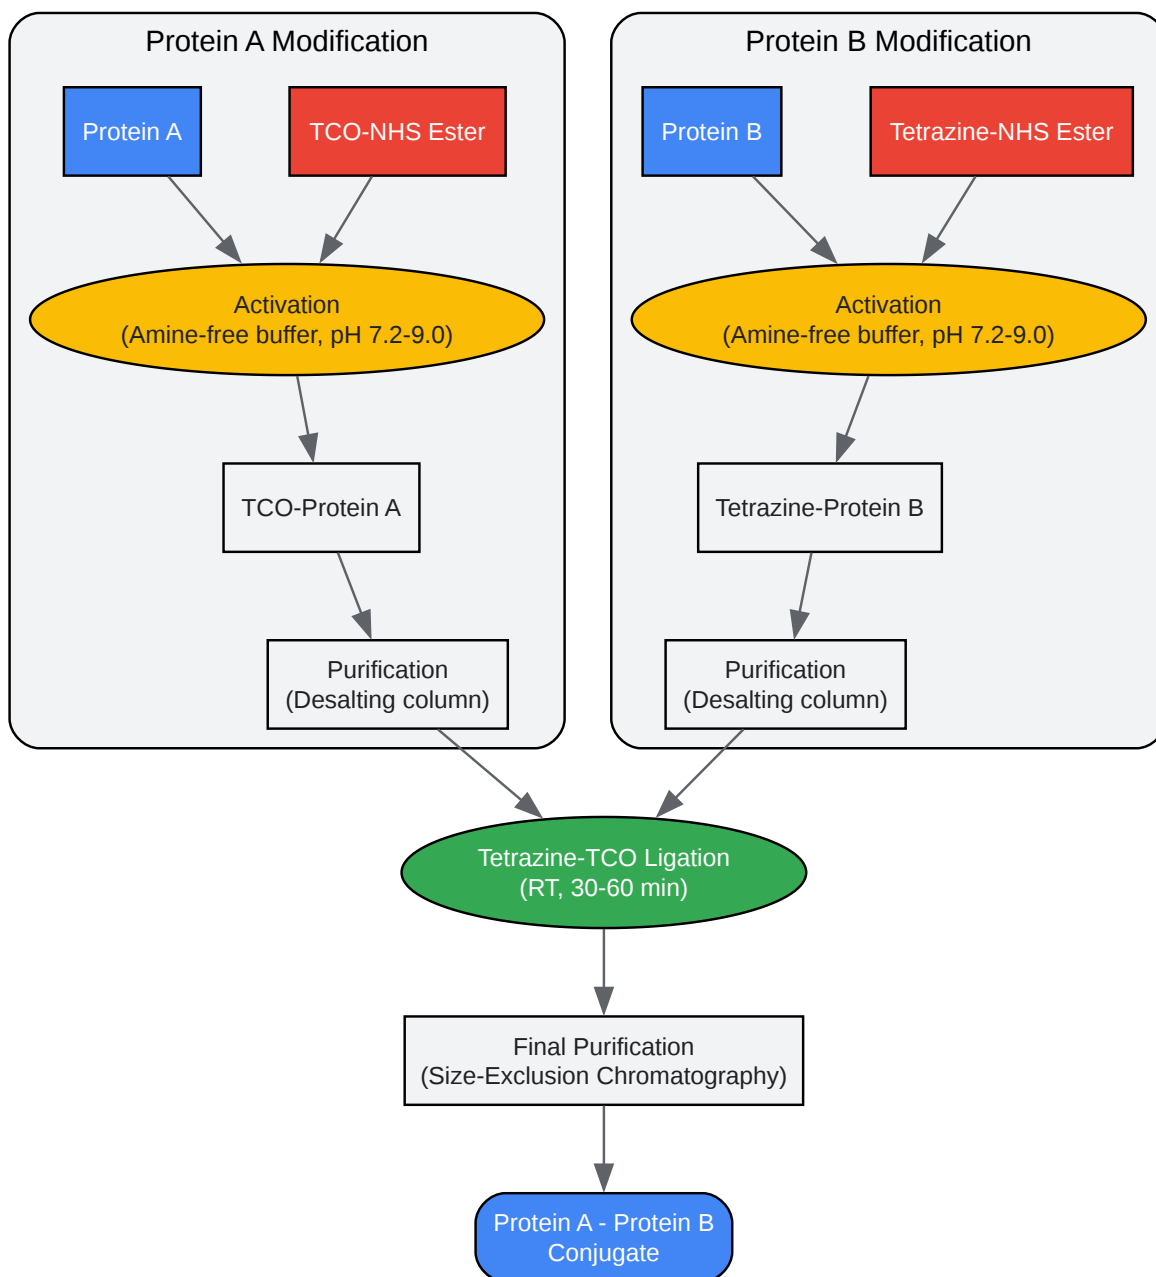 Protein A Modification
Protein A
TCO-NHS Ester
Activation
(Amine-free buffer, pH 7.2-9.0)
TCO-Protein A
Purification
(Desalting column)
Protein B Modification
Protein B
Tetrazine-NHS Ester
Activation
(Amine-free buffer, pH 7.2-9.0)
Tetrazine-Protein B
Purification
(Desalting column)
Tetrazine-TCO Ligation
(RT, 30-60 min)
Final Purification
(Size-Exclusion Chromatography)
Protein A - Protein B
Conjugate